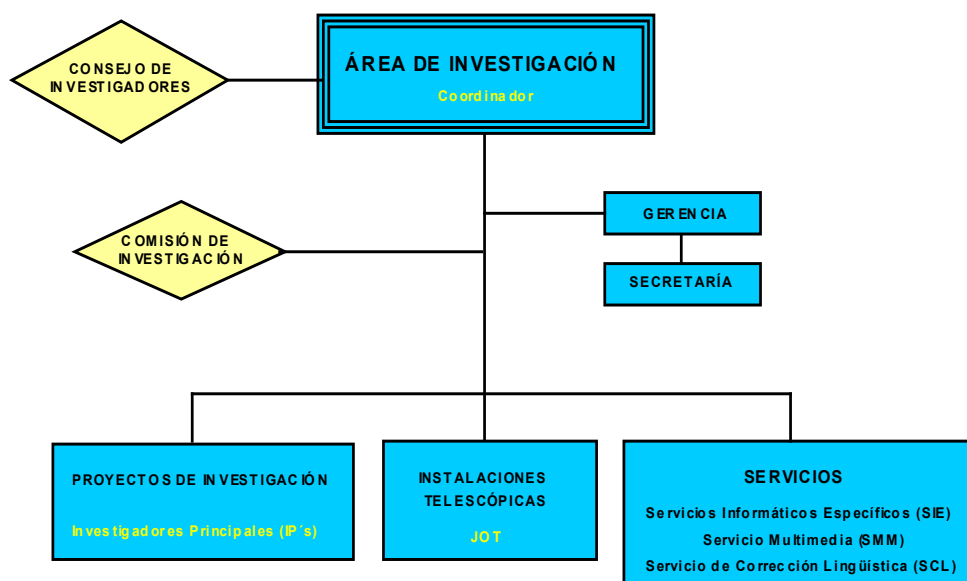 CONSEJO DE
INVESTIGADORES
ÁREA DE INVESTIGACIÓN
Coordinador
GERENCIA
COMISIÓN DE
INVESTIGACIÓN
SECRETARÍA
PROYECTOS DE INVESTIGACIÓN
Investigadores Principales (IP´s)
INSTALACIONES
TELESCÓPICAS
JOT
SERVICIOS
Servicios Informáticos Específicos (SIE)
Servicio Multimedia (SMM)
Servicio de Corrección Lingüística (SCL)